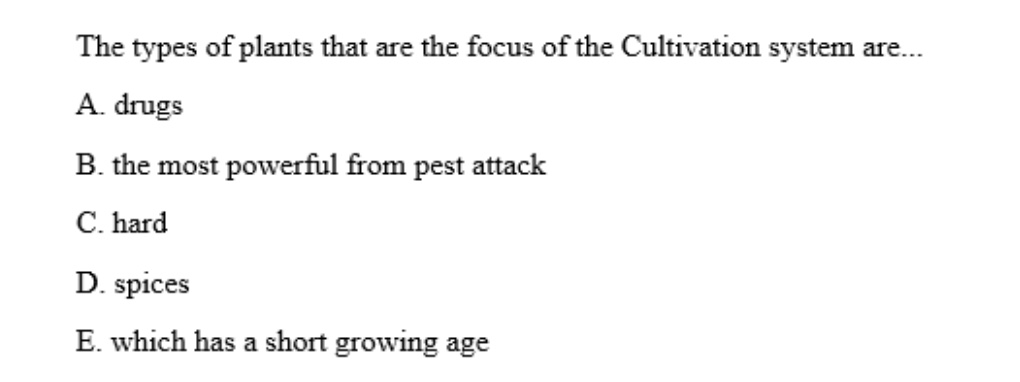 The types of plants that are the focus of the Cultivation system are...
A. drugs
B. the most powerful from pest attack
C. hard
D. spices
E. which has a short growing age